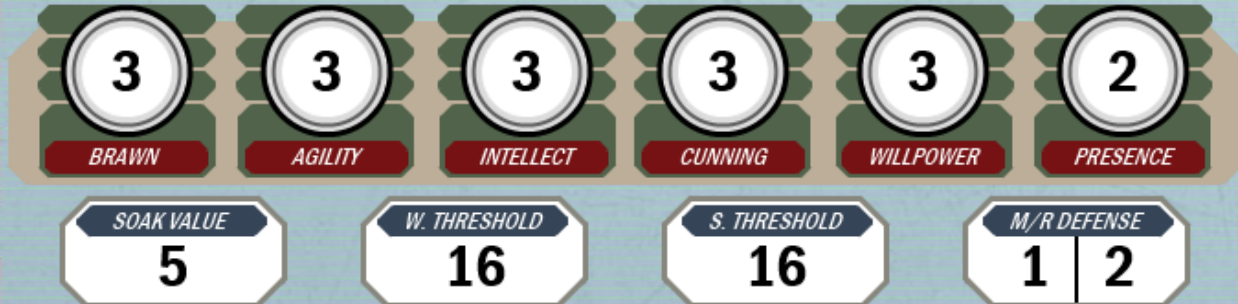 3 3 3 3 3 2
BRAWN AGILITY INTELLECT CUNNING WILLPOWER PRESENCE
SOAK VALUE W. THRESHOLD S. THRESHOLD M/R DEFENSE
5 16 16 1 2